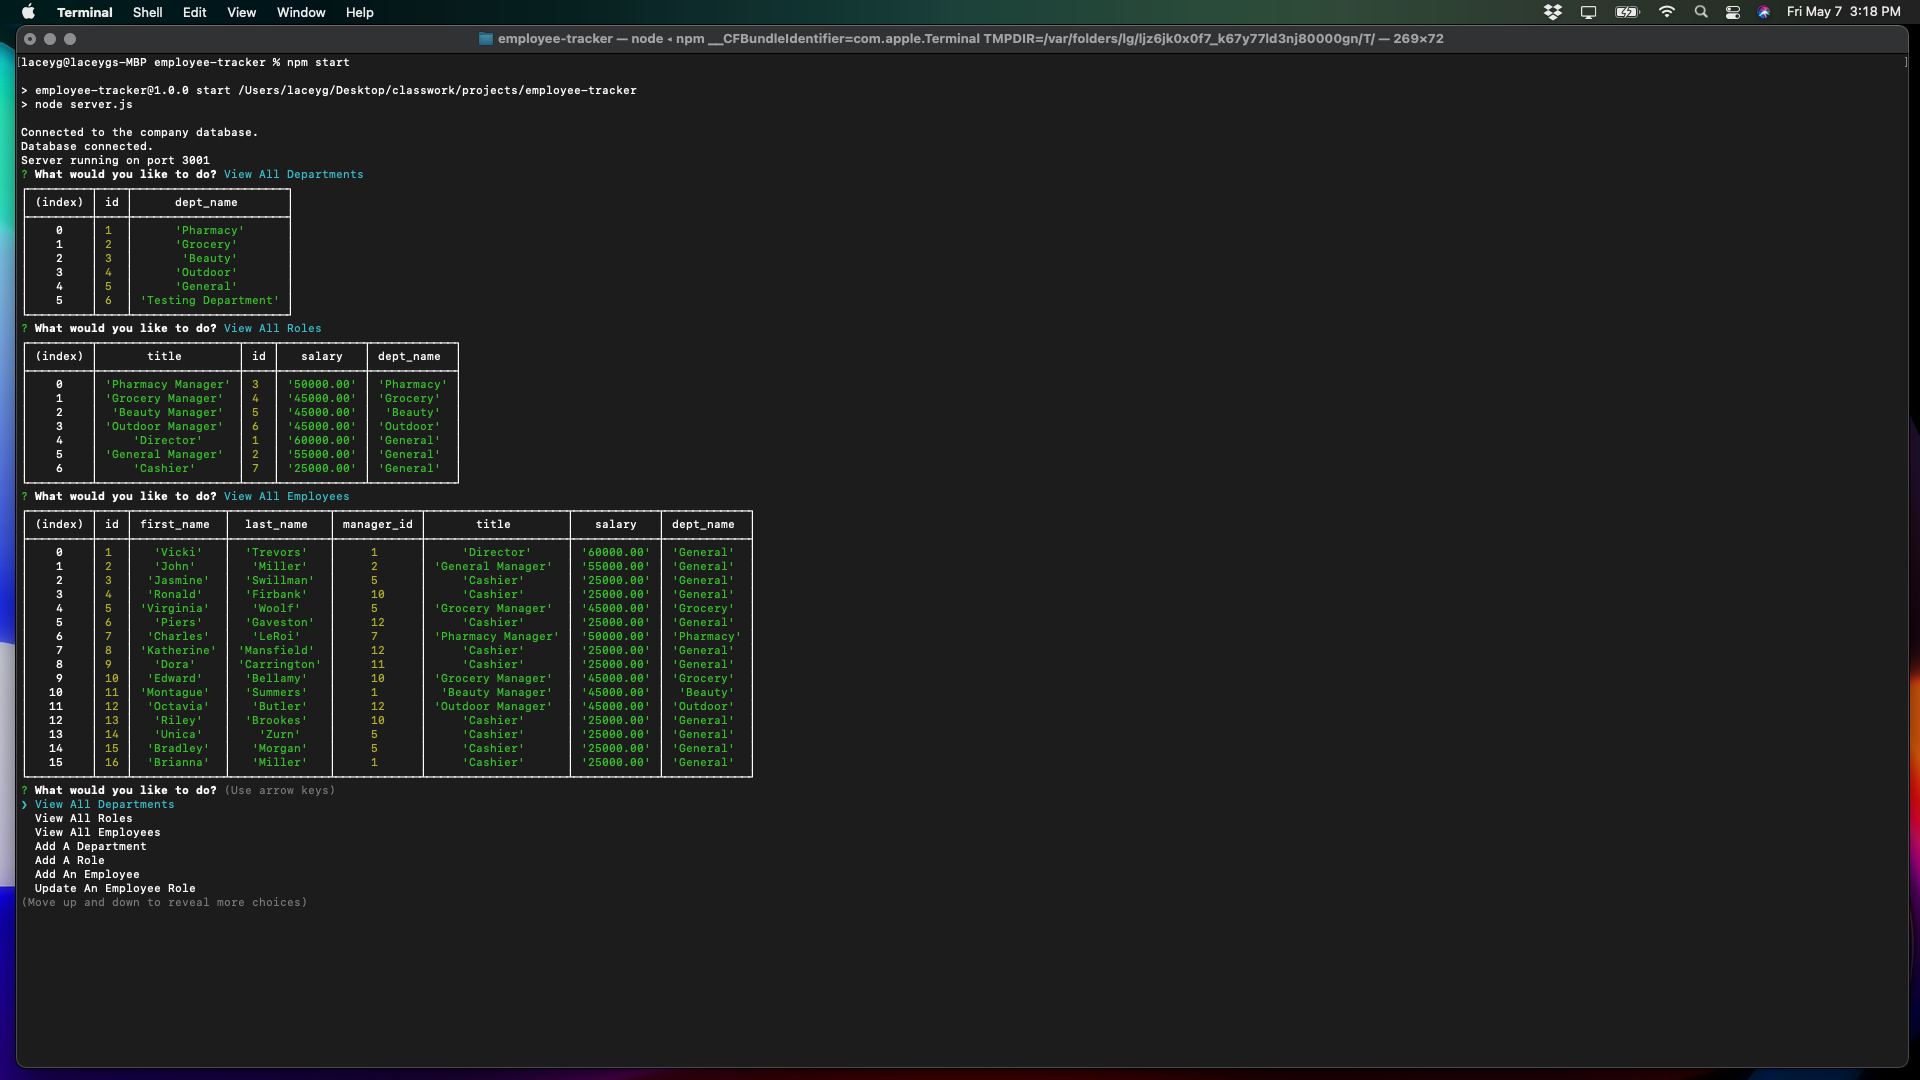 Terminal Shell Edit View Window Help Fri May 7 3:18 PM
employee-tracker — node ◂ npm __CFBundleIdentifier=com.apple.Terminal TMPDIR=/var/folders/lg/ljz6jk0x0f7_k67y77ld3nj80000gn/T/ — 269×72
[laceyg@laceygs-MBP employee-tracker % npm start ]
> employee-tracker@1.0.0 start /Users/laceyg/Desktop/classwork/projects/employee-tracker
> node server.js
Connected to the company database.
Database connected.
Server running on port 3001
? What would you like to do? View All Departments
(index) id dept_name
0 1 'Pharmacy'
1 2 'Grocery'
2 3 'Beauty'
3 4 'Outdoor'
4 5 'General'
5 6 'Testing Department'
? What would you like to do? View All Roles
(index) title id salary dept_name
0 'Pharmacy Manager' 3 '50000.00' 'Pharmacy'
1 'Grocery Manager' 4 '45000.00' 'Grocery'
2 'Beauty Manager' 5 '45000.00' 'Beauty'
3 'Outdoor Manager' 6 '45000.00' 'Outdoor'
4 'Director' 1 '60000.00' 'General'
5 'General Manager' 2 '55000.00' 'General'
6 'Cashier' 7 '25000.00' 'General'
? What would you like to do? View All Employees
(index) id first_name last_name manager_id title salary dept_name
0 1 'Vicki' 'Trevors' 1 'Director' '60000.00' 'General'
1 2 'John' 'Miller' 2 'General Manager' '55000.00' 'General'
2 3 'Jasmine' 'Swillman' 5 'Cashier' '25000.00' 'General'
3 4 'Ronald' 'Firbank' 10 'Cashier' '25000.00' 'General'
4 5 'Virginia' 'Woolf' 5 'Grocery Manager' '45000.00' 'Grocery'
5 6 'Piers' 'Gaveston' 12 'Cashier' '25000.00' 'General'
6 7 'Charles' 'LeRoi' 7 'Pharmacy Manager' '50000.00' 'Pharmacy'
7 8 'Katherine' 'Mansfield' 12 'Cashier' '25000.00' 'General'
8 9 'Dora' 'Carrington' 11 'Cashier' '25000.00' 'General'
9 10 'Edward' 'Bellamy' 10 'Grocery Manager' '45000.00' 'Grocery'
10 11 'Montague' 'Summers' 1 'Beauty Manager' '45000.00' 'Beauty'
11 12 'Octavia' 'Butler' 12 'Outdoor Manager' '45000.00' 'Outdoor'
12 13 'Riley' 'Brookes' 10 'Cashier' '25000.00' 'General'
13 14 'Unica' 'Zurn' 5 'Cashier' '25000.00' 'General'
14 15 'Bradley' 'Morgan' 5 'Cashier' '25000.00' 'General'
15 16 'Brianna' 'Miller' 1 'Cashier' '25000.00' 'General'
? What would you like to do? (Use arrow keys)
❯ View All Departments
View All Roles
View All Employees
Add A Department
Add A Role
Add An Employee
Update An Employee Role
(Move up and down to reveal more choices)